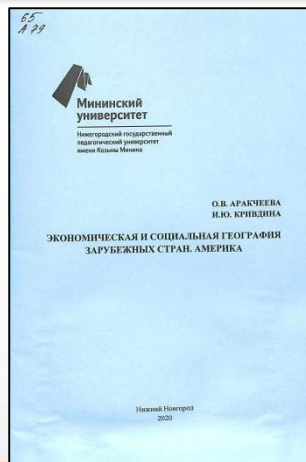 65
А 79
Мининский
университет
Нижегородский государственный
педагогический университет
имени Козьмы Минина
О.В. АРАКЧЕЕВА
И.Ю. КРИВДИНА
ЭКОНОМИЧЕСКАЯ И СОЦИАЛЬНАЯ ГЕОГРАФИЯ
ЗАРУБЕЖНЫХ СТРАН. АМЕРИКА
Нижний Новгород
2020